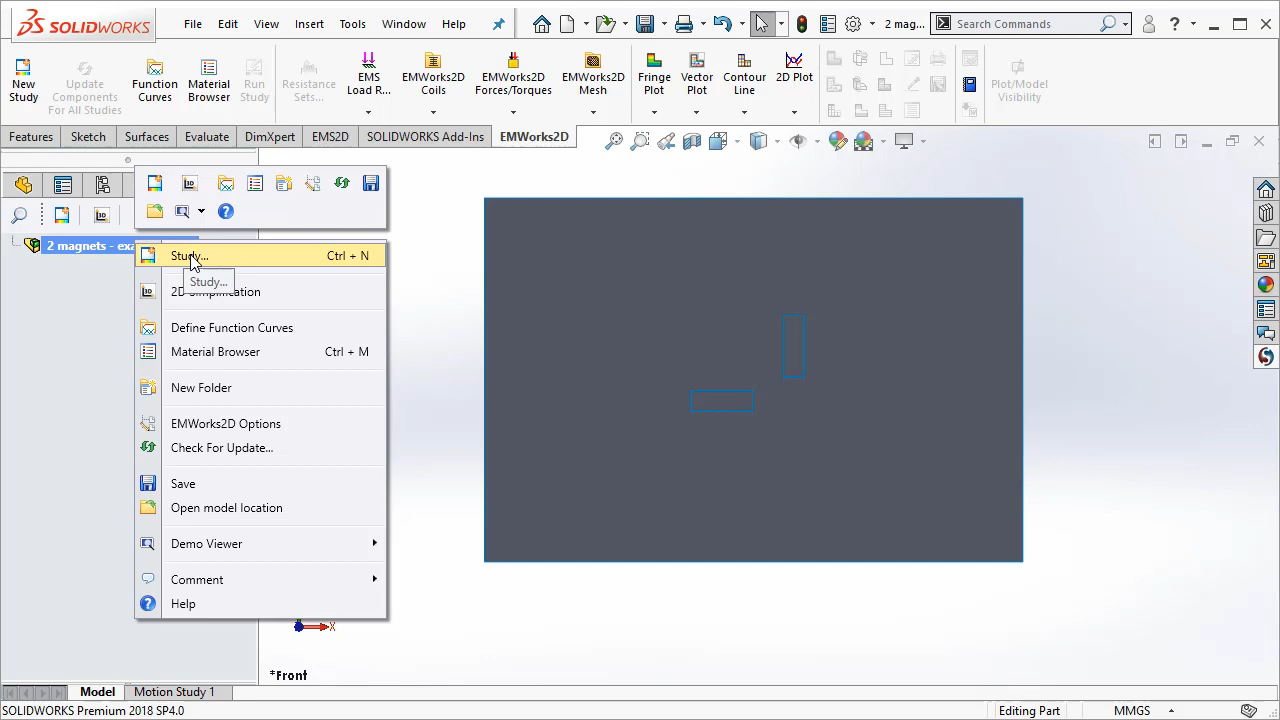 SOLIDWORKS File Edit View Insert Tools Window Help 2 mag... Search Commands
New Study
Update Components For All Studies
Function Curves
Material Browser
Run Study
Resistance Sets...
EMS Load R...
EMWorks2D Coils
EMWorks2D Forces/Torques
EMWorks2D Mesh
Fringe Plot
Vector Plot
Contour Line
2D Plot
Plot/Model Visibility
Features Sketch Surfaces Evaluate DimXpert EMS2D SOLIDWORKS Add-Ins EMWorks2D
2 magnets - exa
Study... Ctrl + N
Study...
2D Simplification
Define Function Curves
Material Browser Ctrl + M
New Folder
EMWorks2D Options
Check For Update...
Save
Open model location
Demo Viewer
Comment
Help
X
*Front
Model Motion Study 1
SOLIDWORKS Premium 2018 SP4.0 Editing Part MMGS